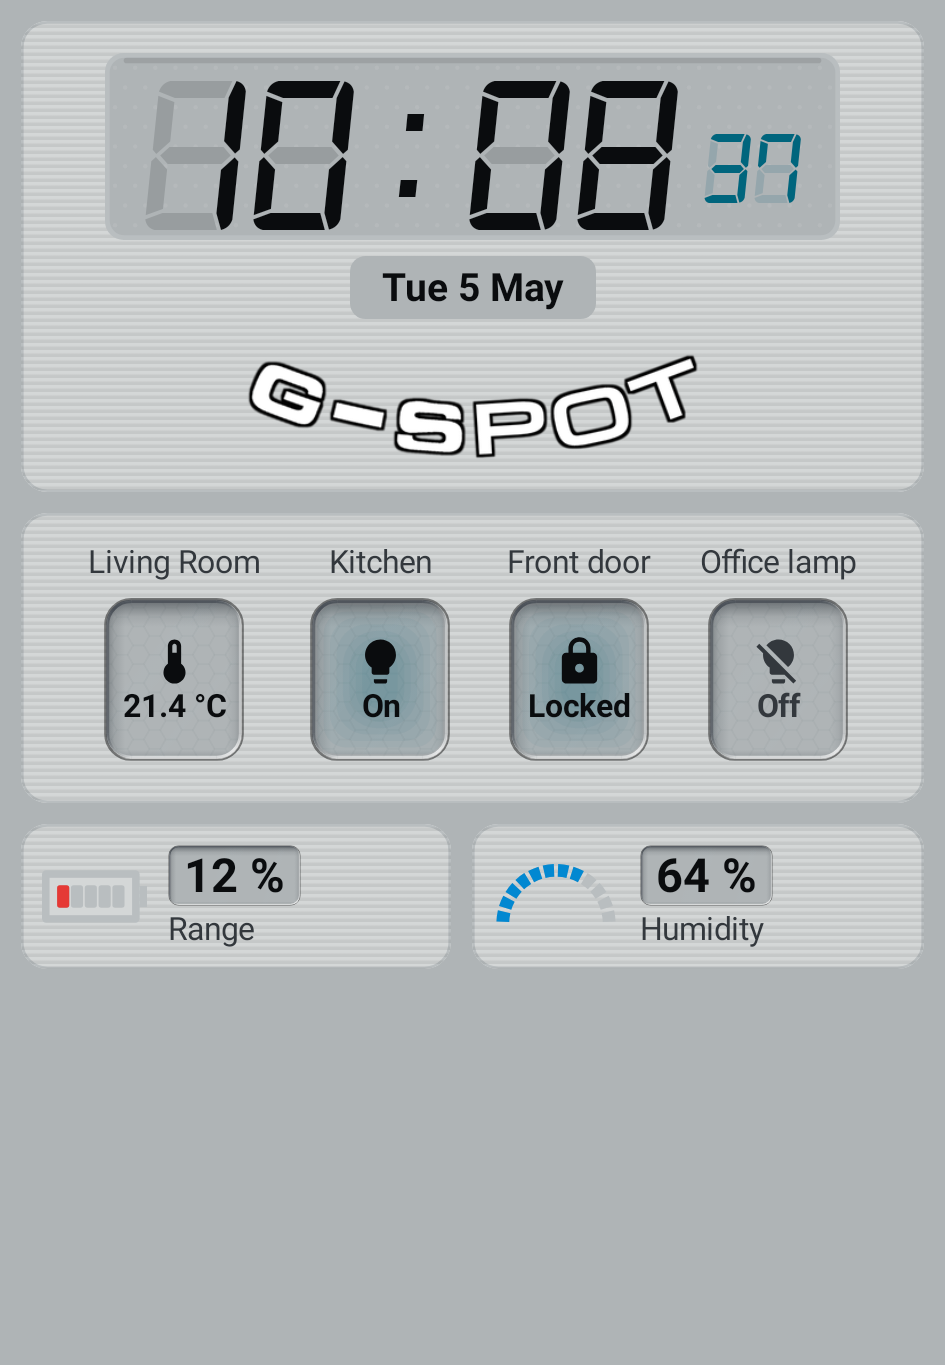 10:08 37
Tue 5 May
G-SPOT
Living Room Kitchen Front door Office lamp
21.4 °C On Locked Off
12 % 64 %
Range Humidity